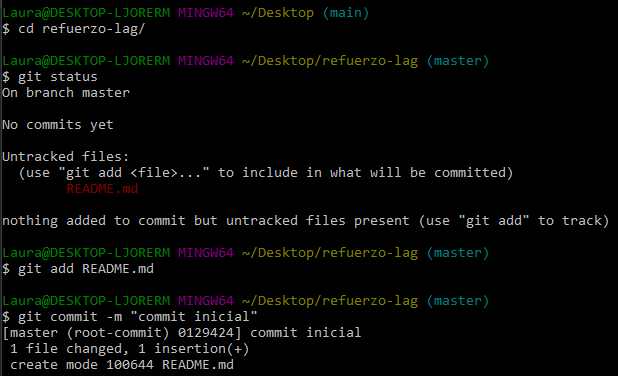 Laura@DESKTOP-LJORERM MINGW64 ~/Desktop (main)
$ cd refuerzo-lag/
Laura@DESKTOP-LJORERM MINGW64 ~/Desktop/refuerzo-lag (master)
$ git status
On branch master
No commits yet
Untracked files:
  (use "git add <file>..." to include in what will be committed)
        README.md
nothing added to commit but untracked files present (use "git add" to track)
Laura@DESKTOP-LJORERM MINGW64 ~/Desktop/refuerzo-lag (master)
$ git add README.md
Laura@DESKTOP-LJORERM MINGW64 ~/Desktop/refuerzo-lag (master)
$ git commit -m "commit inicial"
[master (root-commit) 0129424] commit inicial
 1 file changed, 1 insertion(+)
 create mode 100644 README.md